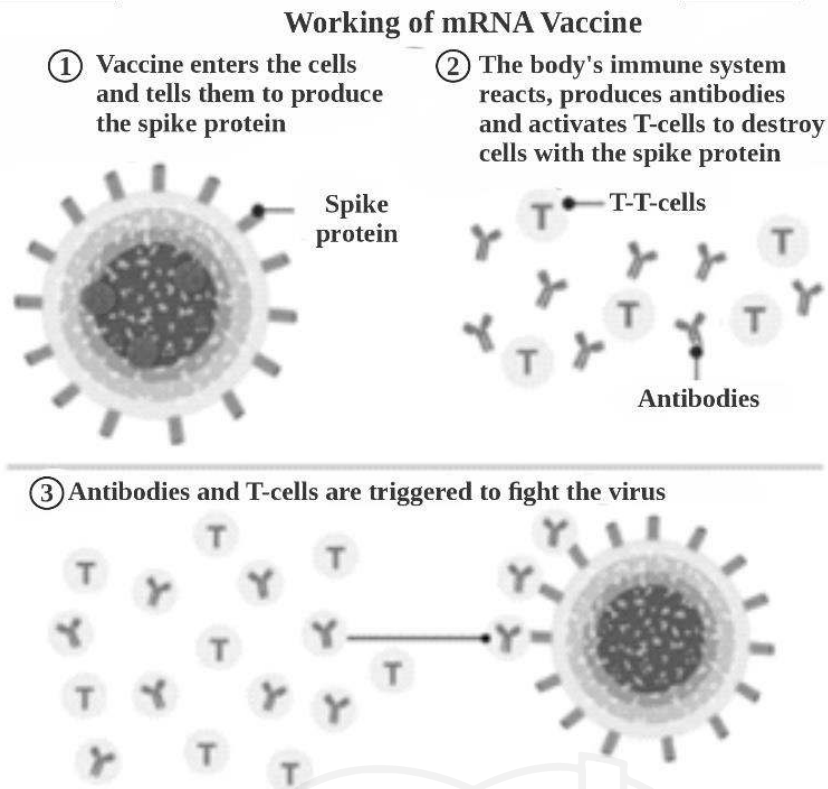 Working of mRNA Vaccine
1 Vaccine enters the cells
and tells them to produce
the spike protein
2 The body's immune system
reacts, produces antibodies
and activates T-cells to destroy
cells with the spike protein
Spike
protein
T T-T-cells
T
T
T
T
Antibodies
3 Antibodies and T-cells are triggered to fight the virus
T
T
T
T
T
T
T
T